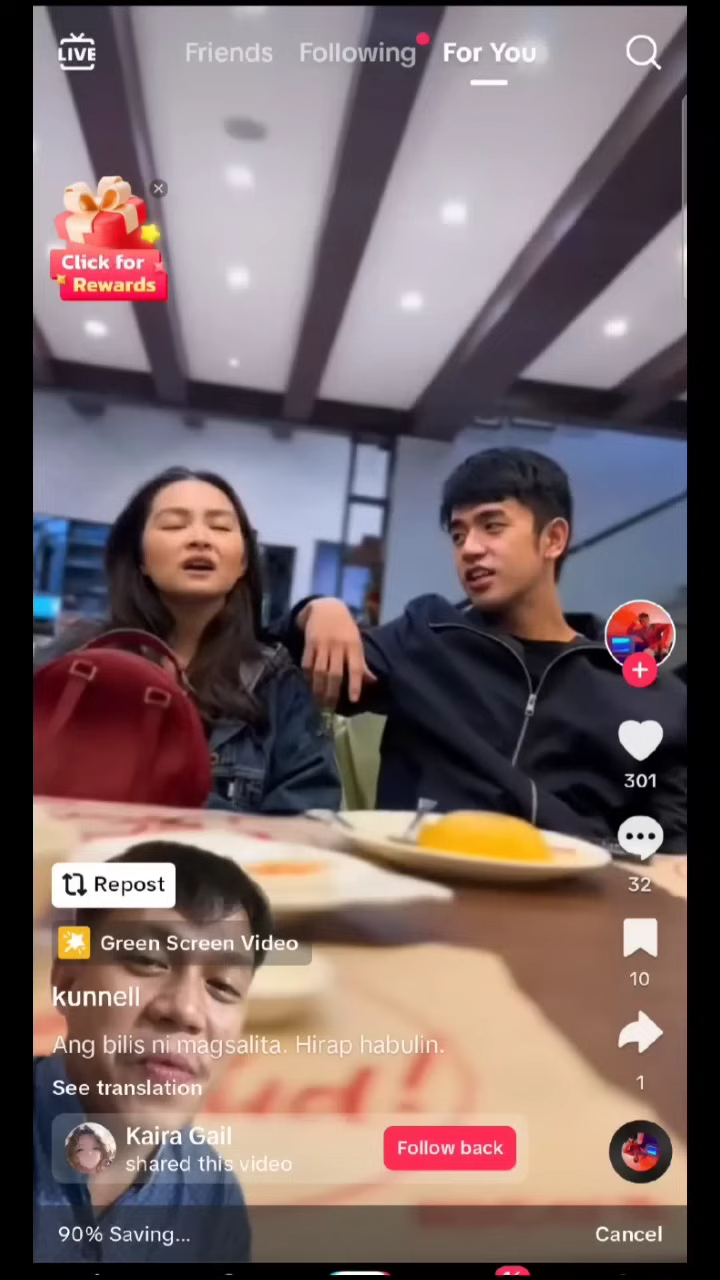 LIVE
Friends
Following
For You
Click for
Rewards
301
32
Repost
Green Screen Video
10
kunnell
Ang bilis ni magsalita. Hirap habulin.
1
See translation
Kaira Gail
shared this video
Follow back
90% Saving...
Cancel